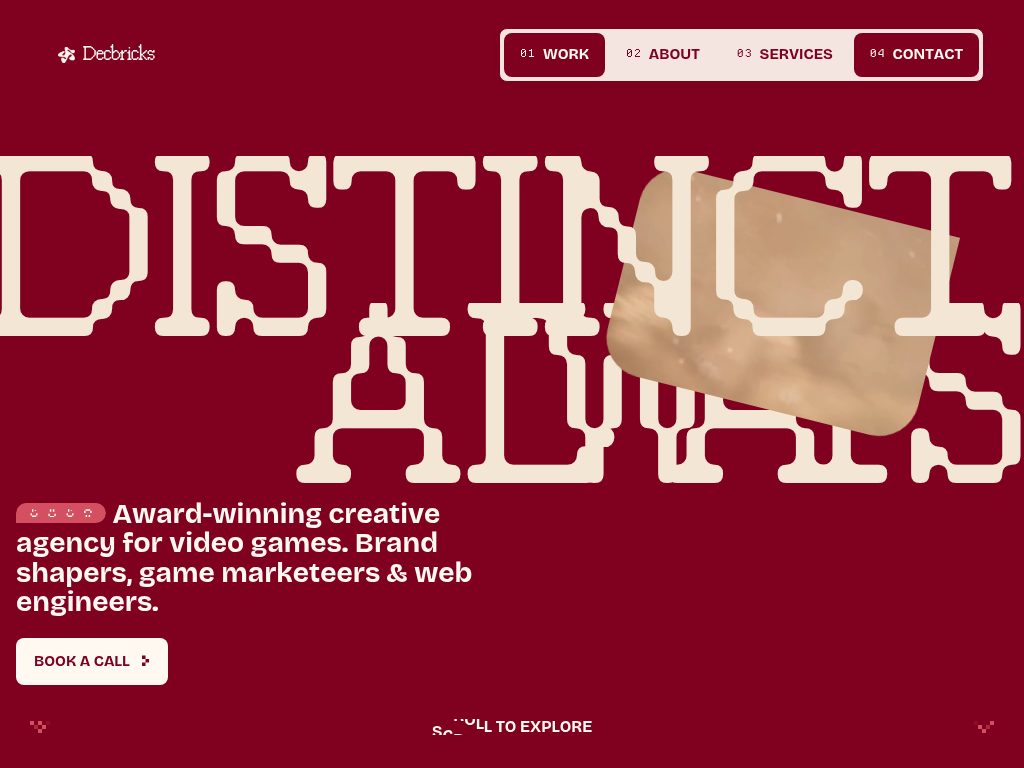 Decbricks
01 WORK
02 ABOUT
03 SERVICES
04 CONTACT
DISTINCT
Award-winning creative
agency for video games. Brand
shapers, game marketeers & web
engineers.
BOOK A CALL
SCROLL TO EXPLORE